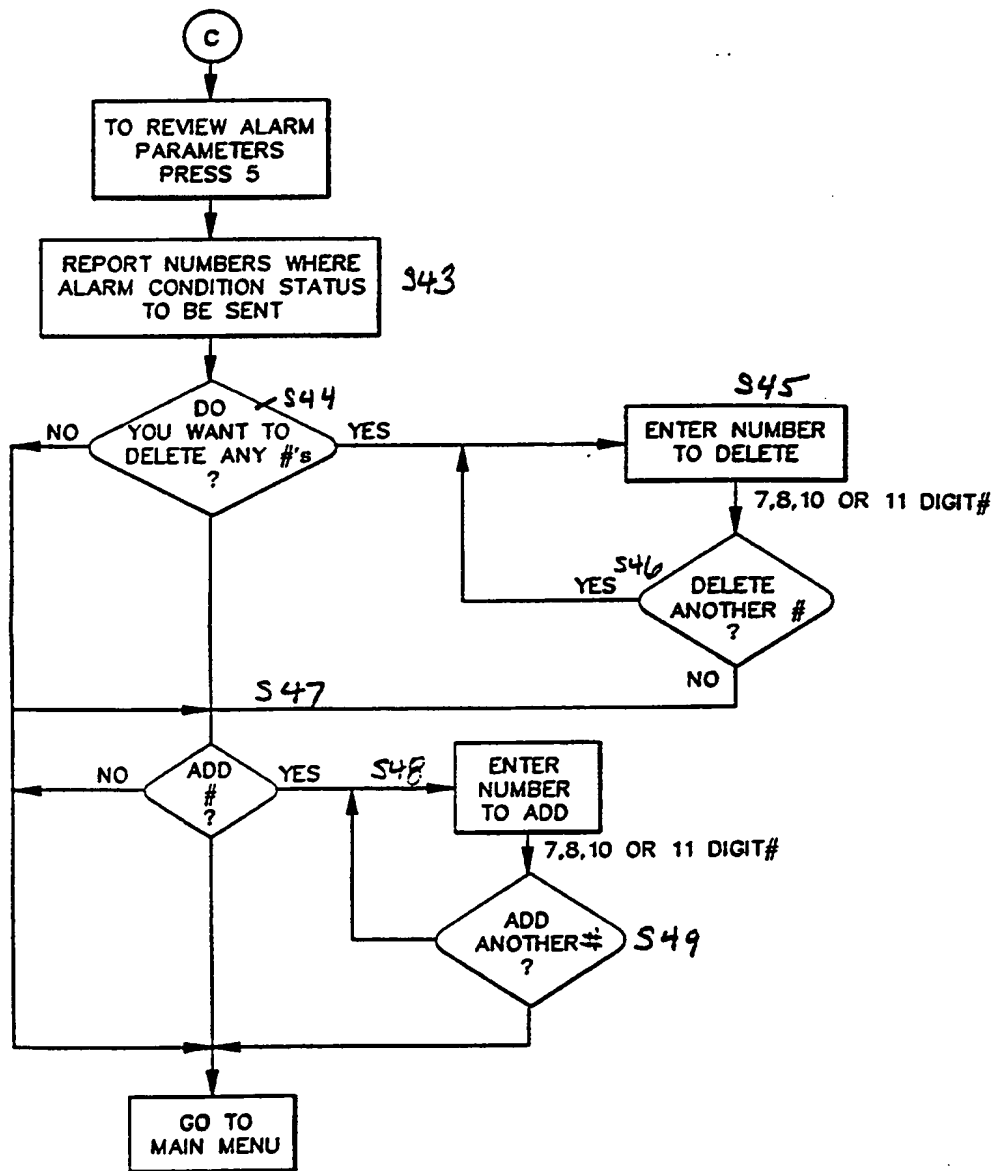 C
TO REVIEW ALARM
PARAMETERS
PRESS 5
REPORT NUMBERS WHERE
ALARM CONDITION STATUS
TO BE SENT
S43
DO
YOU WANT TO
DELETE ANY #'s
?
S44
NO
YES
S45
ENTER NUMBER
TO DELETE
7,8,10 OR 11 DIGIT#
S46
YES
DELETE
ANOTHER #
?
NO
S47
ADD
#
?
NO
YES
S48
ENTER
NUMBER
TO ADD
7,8,10 OR 11 DIGIT#
ADD
ANOTHER #
?
S49
GO TO
MAIN MENU